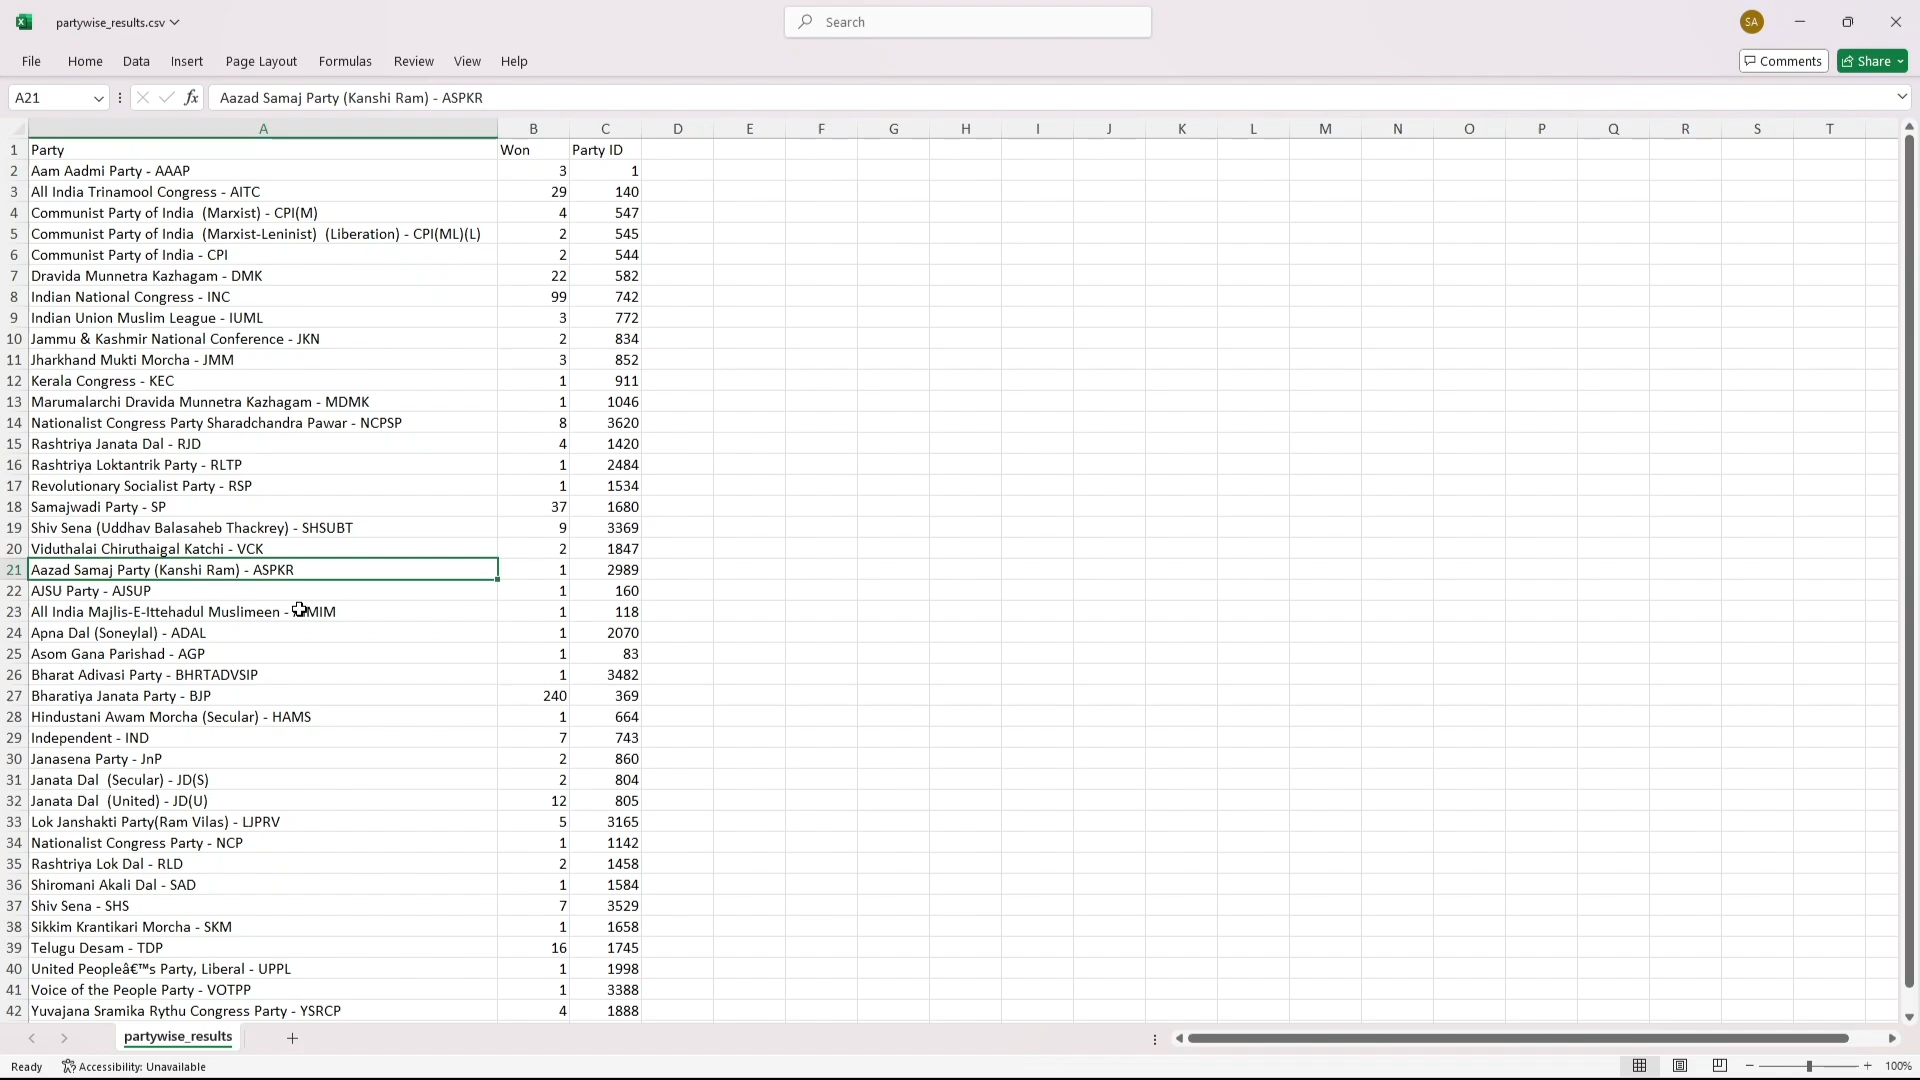 partywise_results.csv
Search
SA
File Home Data Insert Page Layout Formulas Review View Help
Comments Share
A21 fx Aazad Samaj Party (Kanshi Ram) - ASPKR
A B C D E F G H I J K L M N O P Q R S T
1 Party Won Party ID
2 Aam Aadmi Party - AAAP 3 1
3 All India Trinamool Congress - AITC 29 140
4 Communist Party of India  (Marxist) - CPI(M) 4 547
5 Communist Party of India  (Marxist-Leninist)  (Liberation) - CPI(ML)(L) 2 545
6 Communist Party of India - CPI 2 544
7 Dravida Munnetra Kazhagam - DMK 22 582
8 Indian National Congress - INC 99 742
9 Indian Union Muslim League - IUML 3 772
10 Jammu & Kashmir National Conference - JKN 2 834
11 Jharkhand Mukti Morcha - JMM 3 852
12 Kerala Congress - KEC 1 911
13 Marumalarchi Dravida Munnetra Kazhagam - MDMK 1 1046
14 Nationalist Congress Party Sharadchandra Pawar - NCPSP 8 3620
15 Rashtriya Janata Dal - RJD 4 1420
16 Rashtriya Loktantrik Party - RLTP 1 2484
17 Revolutionary Socialist Party - RSP 1 1534
18 Samajwadi Party - SP 37 1680
19 Shiv Sena (Uddhav Balasaheb Thackrey) - SHSUBT 9 3369
20 Viduthalai Chiruthaigal Katchi - VCK 2 1847
21 Aazad Samaj Party (Kanshi Ram) - ASPKR 1 2989
22 AJSU Party - AJSUP 1 160
23 All India Majlis-E-Ittehadul Muslimeen - 1 118
24 Apna Dal (Soneylal) - ADAL 1 2070
25 Asom Gana Parishad - AGP 1 83
26 Bharat Adivasi Party - BHRTADVSIP 1 3482
27 Bharatiya Janata Party - BJP 240 369
28 Hindustani Awam Morcha (Secular) - HAMS 1 664
29 Independent - IND 7 743
30 Janasena Party - JnP 2 860
31 Janata Dal  (Secular) - JD(S) 2 804
32 Janata Dal  (United) - JD(U) 12 805
33 Lok Janshakti Party(Ram Vilas) - LJPRV 5 3165
34 Nationalist Congress Party - NCP 1 1142
35 Rashtriya Lok Dal - RLD 2 1458
36 Shiromani Akali Dal - SAD 1 1584
37 Shiv Sena - SHS 7 3529
38 Sikkim Krantikari Morcha - SKM 1 1658
39 Telugu Desam - TDP 16 1745
40 United Peopleâ€™s Party, Liberal - UPPL 1 1998
41 Voice of the People Party - VOTPP 1 3388
42 Yuvajana Sramika Rythu Congress Party - YSRCP 4 1888
partywise_results
Ready Accessibility: Unavailable 100%